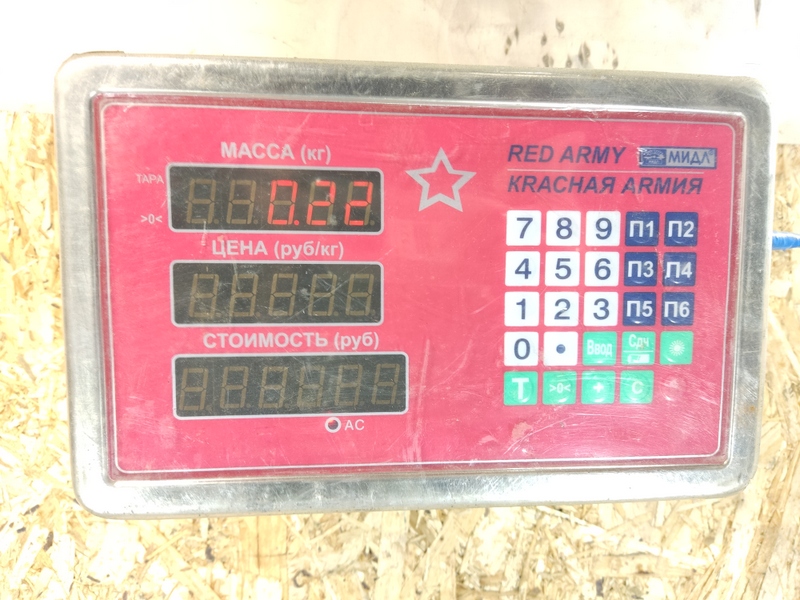 МАССА (кг)
ТАРА
>0<
0.22
ЦЕНА (руб/кг)
СТОИМОСТЬ (руб)
AC
RED ARMY МИДЛ
КRАСНАЯ АRМИЯ
7 8 9 П1 П2
4 5 6 П3 П4
1 2 3 П5 П6
0 • Ввод Срч
T >0< + C